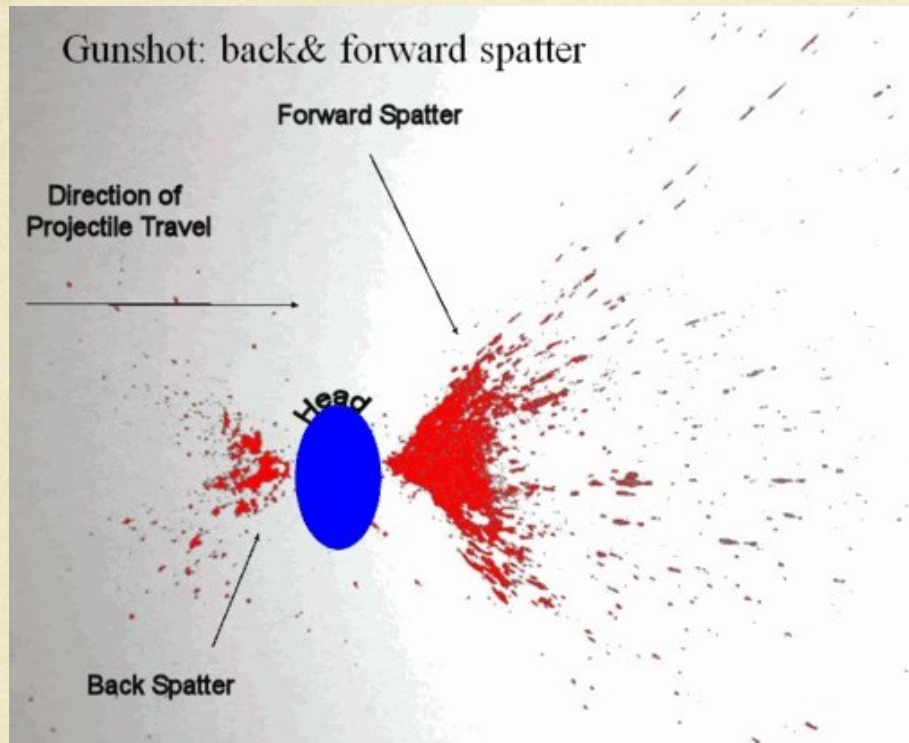 Gunshot: back& forward spatter
Forward Spatter
Direction of
Projectile Travel
Head
Back Spatter